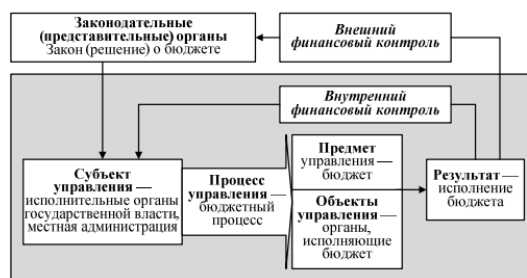 Законодательные
(представительные) органы
Закон (решение) о бюджете
Внешний
финансовый контроль
Внутренний
финансовый контроль
Субъект
управления —
исполнительные органы
государственной власти,
местная администрация
Процесс
управления —
бюджетный
процесс
Предмет
управления —
бюджет
Объекты
управления —
органы,
исполняющие
бюджет
Результат —
исполнение
бюджета